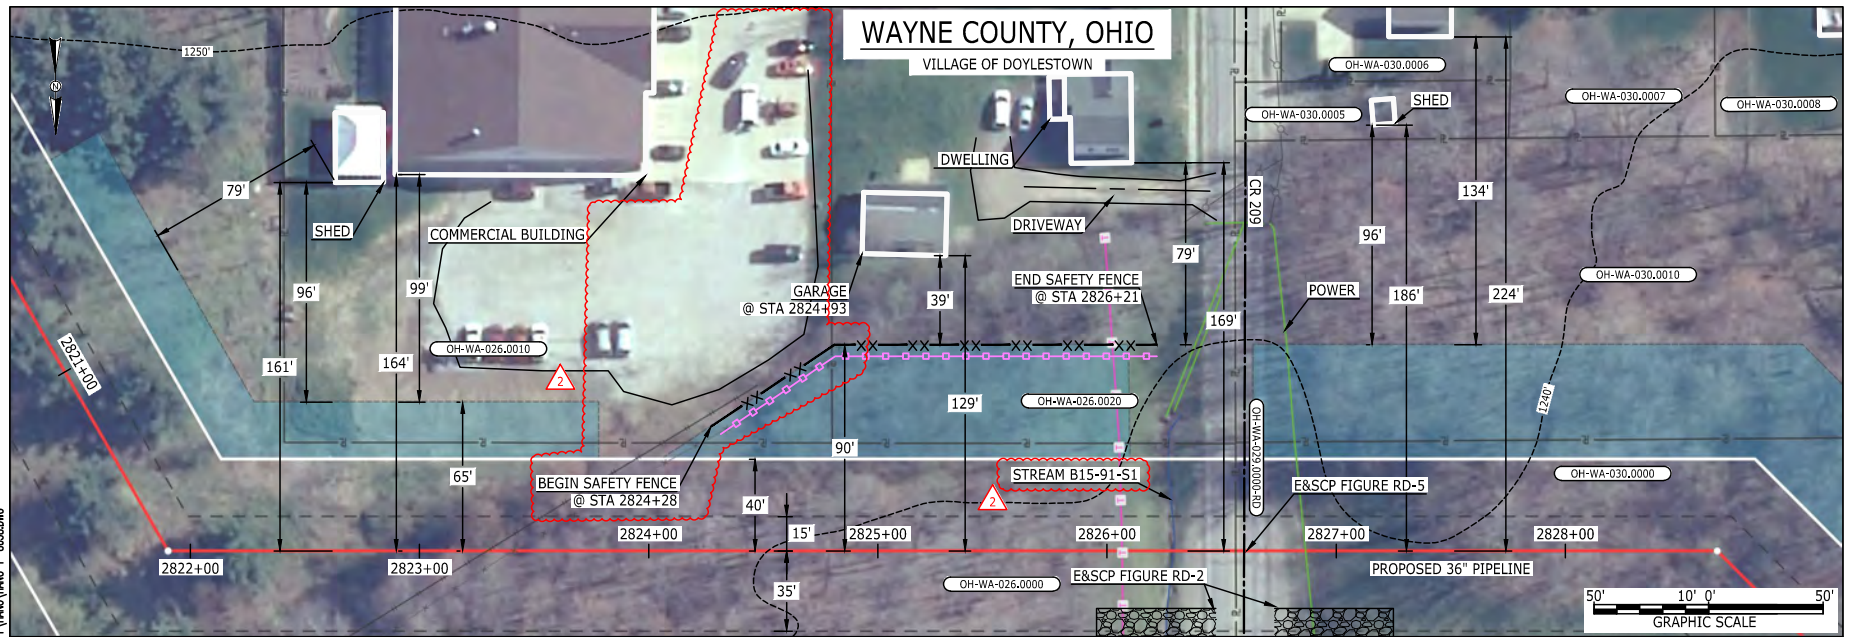 WAYNE COUNTY, OHIO
VILLAGE OF DOYLESTOWN
1250'
N
OH-WA-030.0006
OH-WA-030.0007
OH-WA-030.0008
SHED
OH-WA-030.0005
DWELLING
79'
134'
CR 209
SHED
COMMERCIAL BUILDING
DRIVEWAY
96'
79'
OH-WA-030.0010
96'
99'
GARAGE
@ STA 2824+93
39'
END SAFETY FENCE
@ STA 2826+21
POWER
186'
224'
169'
2821+00
161'
164'
OH-WA-026.0010
2
129'
OH-WA-026.0020
1240'
90'
OH-WA-029.0000-RD
65'
BEGIN SAFETY FENCE
@ STA 2824+28
STREAM B15-91-S1
OH-WA-030.0000
E&SCP FIGURE RD-5
40'
2
15'
2824+00
2825+00
2826+00
2827+00
2828+00
2822+00
2823+00
PROPOSED 36" PIPELINE
35'
OH-WA-026.0000
E&SCP FIGURE RD-2
50' 10' 0' 50'
GRAPHIC SCALE